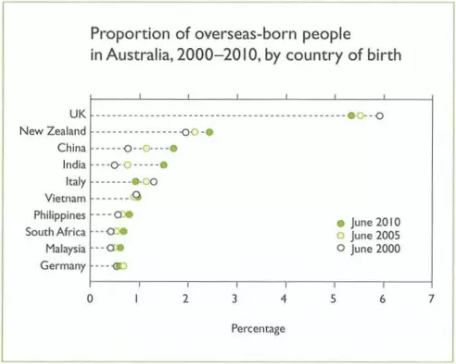 Proportion of overseas-born people
in Australia, 2000–2010, by country of birth
UK
New Zealand
China
India
Italy
Vietnam
Philippines
South Africa
Malaysia
Germany
June 2010
June 2005
June 2000
0 1 2 3 4 5 6 7
Percentage